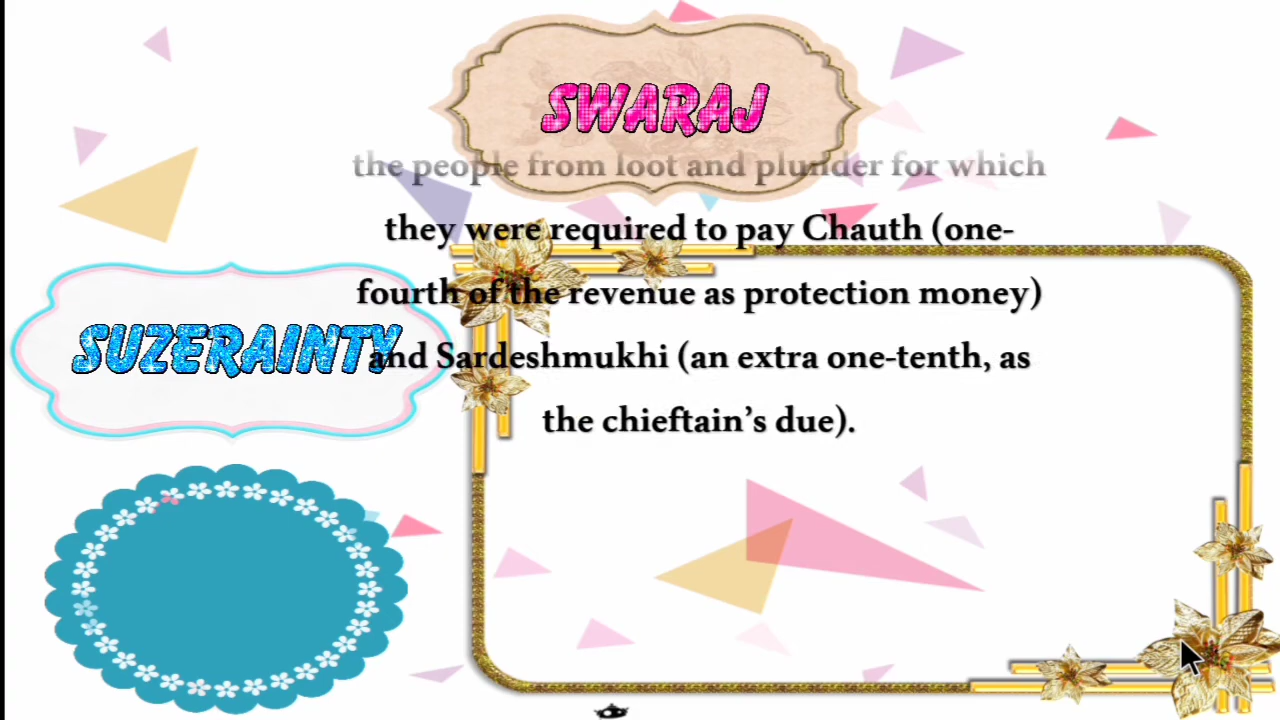 SWARAJ
the people from loot and plunder for which
they were required to pay Chauth (one-
fourth of the revenue as protection money)
and Sardeshmukhi (an extra one-tenth, as
the chieftain’s due).
SUZERAINTY